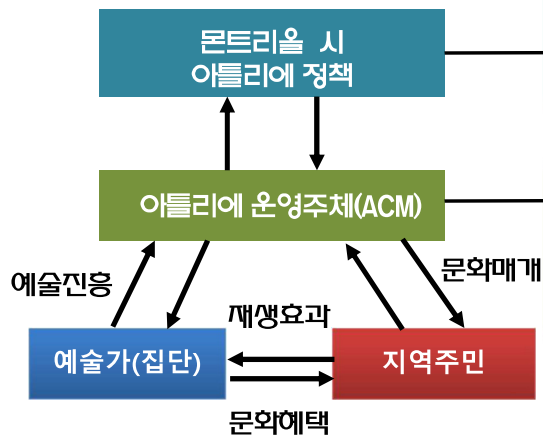 몬트리올 시
아틀리에 정책
아틀리에 운영주체(ACM)
예술진흥
문화매개
재생효과
예술가(집단)
지역주민
문화혜택